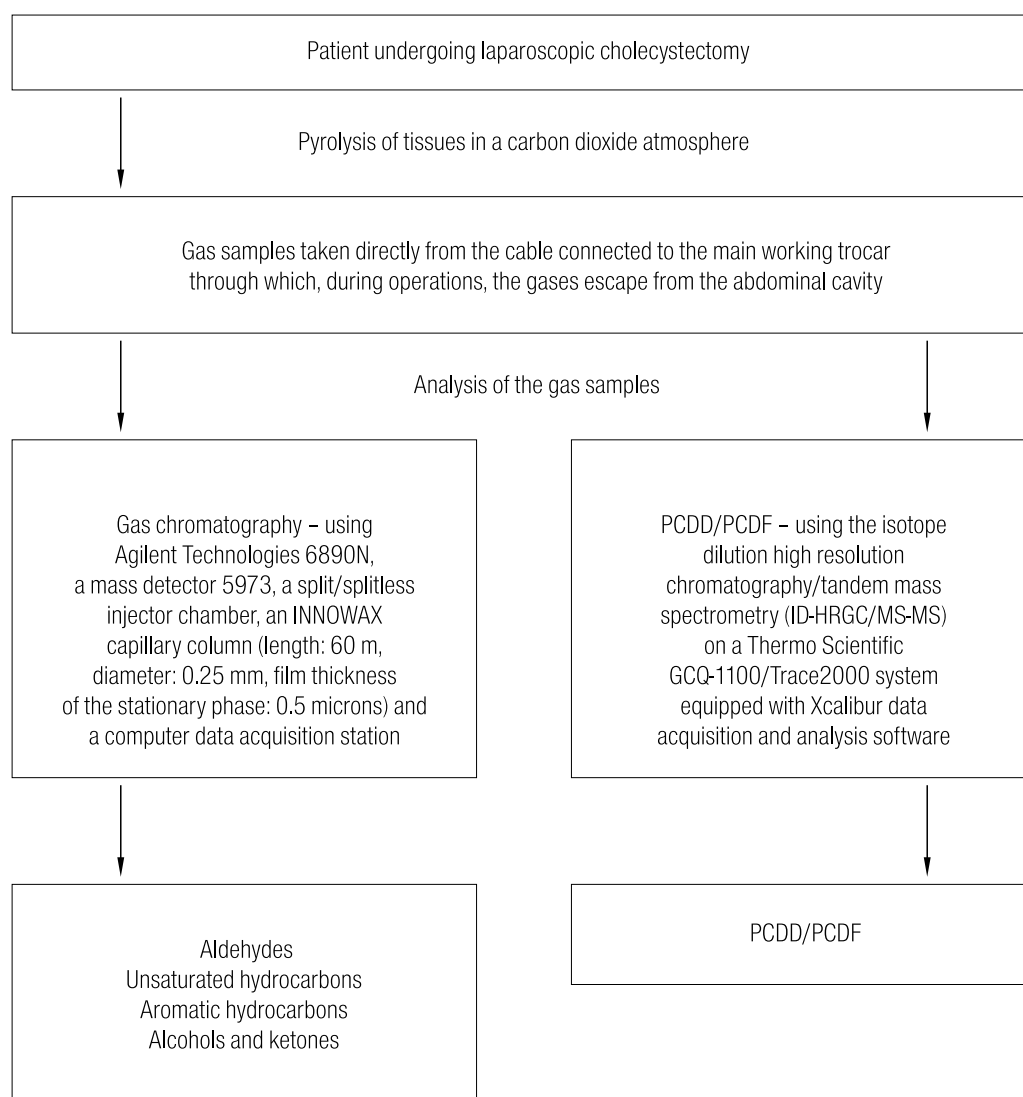 Patient undergoing laparoscopic cholecystectomy
Pyrolysis of tissues in a carbon dioxide atmosphere
Gas samples taken directly from the cable connected to the main working trocar
through which, during operations, the gases escape from the abdominal cavity
Analysis of the gas samples
Gas chromatography – using
Agilent Technologies 6890N,
a mass detector 5973, a split/splitless
injector chamber, an INNOWAX
capillary column (length: 60 m,
diameter: 0.25 mm, film thickness
of the stationary phase: 0.5 microns) and
a computer data acquisition station
PCDD/PCDF – using the isotope
dilution high resolution
chromatography/tandem mass
spectrometry (ID-HRGC/MS-MS)
on a Thermo Scientific
GCQ-1100/Trace2000 system
equipped with Xcalibur data
acquisition and analysis software
Aldehydes
Unsaturated hydrocarbons
Aromatic hydrocarbons
Alcohols and ketones
PCDD/PCDF